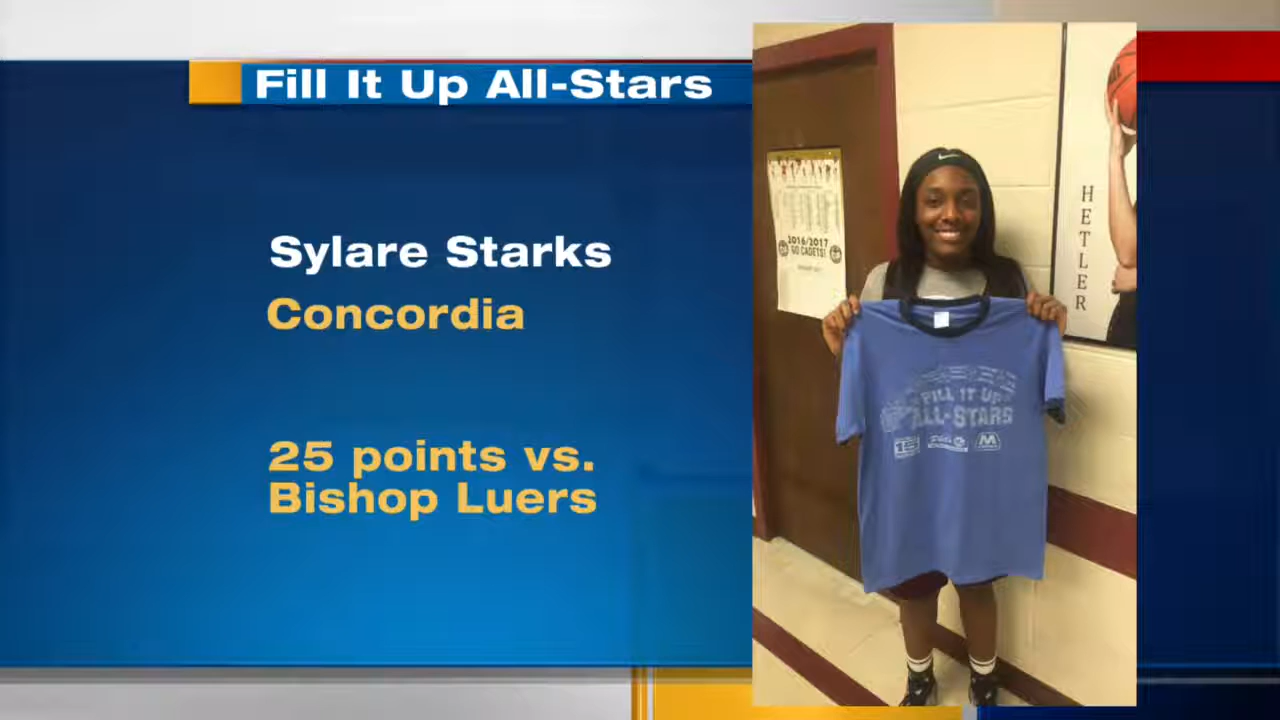 Fill It Up All-Stars
Sylare Starks
Concordia
25 points vs.
Bishop Luers
2016/2017
GO CADETS!
HETLER
FILL IT UP
ALL-STARS
15
M